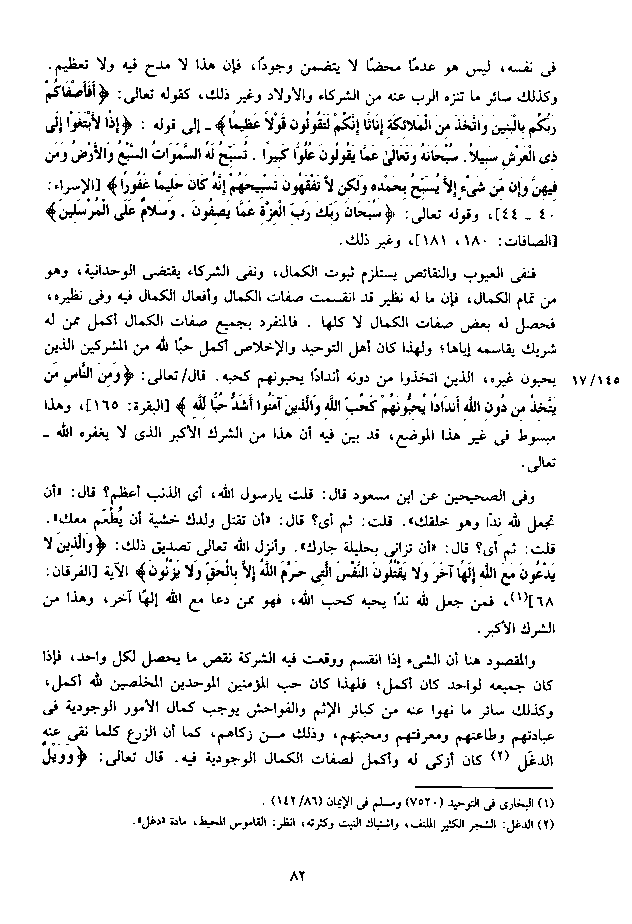 فى نفسه، ليس هو عدمًا محضًا لا يتضمن وجودًا، فإن هذا لا مدح فيه ولا تعظيم.
وكذلك سائر ما تنزه الرب عنه من الشركاء والأولاد وغير ذلك، كقوله تعالى: ﴿أَفَأَصْفَاكُمْ
رَبُّكُم بِالْبَنِينَ وَاتَّخَذَ مِنَ الْمَلائِكَةِ إِنَاثًا إِنَّكُمْ لَتَقُولُونَ قَوْلاً عَظِيمًا﴾ ـ إلى قوله : ﴿إِذًا لاَّبْتَغَوْا إِلَىٰ
ذِي الْعَرْشِ سَبِيلاً. سُبْحَانَهُ وَتَعَالَىٰ عَمَّا يَقُولُونَ عُلُوًّا كَبِيرًا . تُسَبِّحُ لَهُ السَّمَوَاتُ السَّبْعُ وَالأَرْضُ وَمَن
فِيهِنَّ وَإِن مِّن شَيْءٍ إِلاَّ يُسَبِّحُ بِحَمْدِهِ وَلَكِن لاَّ تَفْقَهُونَ تَسْبِيحَهُمْ إِنَّهُ كَانَ حَلِيمًا غَفُورًا﴾ [الإسراء:
٤٠ ـ ٤٤]، وقوله تعالى: ﴿سُبْحَانَ رَبِّكَ رَبِّ الْعِزَّةِ عَمَّا يَصِفُونَ . وَسَلامٌ عَلَى الْمُرْسَلِينَ﴾
[الصافات: ١٨٠، ١٨١]، وغير ذلك.
فنفى العيوب والنقائص يستلزم ثبوت الكمال، ونفى الشركاء يقتضى الوحدانية، وهو
من تمام الكمال، فإن ما له نظير قد انقسمت صفات الكمال وأفعال الكمال فيه وفى نظيره،
فحصل له بعض صفات الكمال لا كلها . فالمنفرد بجميع صفات الكمال أكمل ممن له
شريك يقاسمه إياها؛ ولهذا كان أهل التوحيد والإخلاص أكمل حبًا لله من المشركين الذين
١٧/١٤٥ يحبون غيره، الذين اتخذوا من دونه أندادًا يحبونهم كحبه. قال/ تعالى: ﴿وَمِنَ النَّاسِ مَن
يَتَّخِذُ مِن دُونِ اللَّهِ أَندَادًا يُحِبُّونَهُمْ كَحُبِّ اللَّهِ وَالَّذِينَ آمَنُوا أَشَدُّ حُبًّا لِّلَّهِ ﴾ [البقرة: ١٦٥]، وهذا
مبسوط فى غير هذا الموضع، قد بين فيه أن هذا من الشرك الأكبر الذى لا يغفره الله ـ
تعالى.
وفى الصحيحين عن ابن مسعود قال: قلت يارسول الله، أى الذنب أعظم؟ قال: «أن
تجعل لله ندًا وهو خلقك». قلت: ثم أى؟ قال: «أن تقتل ولدك خشية أن يُطْعَم معك».
قلت: ثم أى؟ قال: «أن تزانى بحليلة جارك». وأنزل الله تعالى تصديق ذلك: ﴿وَالَّذِينَ لا
يَدْعُونَ مَعَ اللَّهِ إِلَهًا آخَرَ وَلا يَقْتُلُونَ النَّفْسَ الَّتِي حَرَّمَ اللَّهُ إِلاَّ بِالْحَقِّ وَلا يَزْنُونَ﴾ الآية [الفرقان:
٦٨](١)، فمن جعل لله ندًا يحبه كحب الله، فهو ممن دعا مع الله إلهًا آخر، وهذا من
الشرك الأكبر.
والمقصود هنا أن الشىء إذا انقسم ووقعت فيه الشركة نقص ما يحصل لكل واحد، فإذا
كان جميعه لواحد كان أكمل؛ فلهذا كان حب المؤمنين الموحدين المخلصين لله أكمل،
وكذلك سائر ما نهوا عنه من كبائر الإثم والفواحش يوجب كمال الأمور الوجودية فى
عبادتهم وطاعتهم ومعرفتهم ومحبتهم، وذلك مــن زكاهم، كما أن الزرع كلما نقى عنه
الدغَل (٢) كان أزكى له وأكمل لصفات الكمال الوجودية فيه. قال تعالى: ﴿وَوَيْلٌ
(١) البخارى فى التوحيد (٧٥٢٠) ومسلم فى الإيمان (١٤٢/٨٦) .
(٢) الدغل: الشجر الكثير الملتف، واشتباك النبت وكثرته، انظر: القاموس المحيط، مادة «دغل».
٨٢